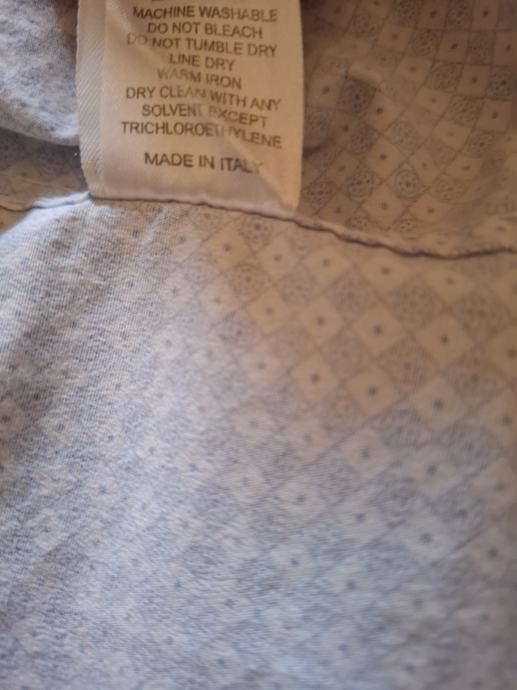 MACHINE WASHABLE
DO NOT BLEACH
DO NOT TUMBLE DRY
LINE DRY
WARM IRON
DRY CLEAN WITH ANY
SOLVENT EXCEPT
TRICHLOROETHYLENE
MADE IN ITALY